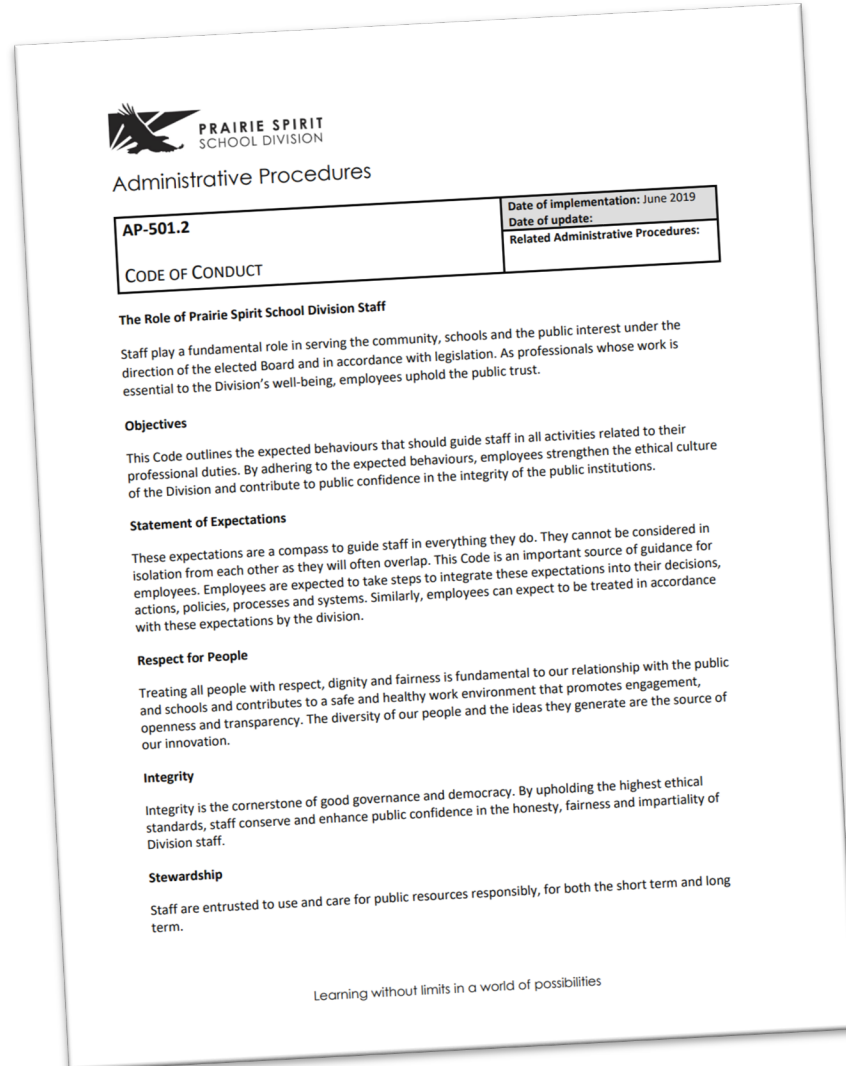 PRAIRIE SPIRIT
SCHOOL DIVISION
Administrative Procedures
AP-501.2
CODE OF CONDUCT
Date of implementation: June 2019
Date of update:
Related Administrative Procedures:
The Role of Prairie Spirit School Division Staff
Staff play a fundamental role in serving the community, schools and the public interest under the
direction of the elected Board and in accordance with legislation. As professionals whose work is
essential to the Division's well-being, employees uphold the public trust.
Objectives
This Code outlines the expected behaviours that should guide staff in all activities related to their
professional duties. By adhering to the expected behaviours, employees strengthen the ethical culture
of the Division and contribute to public confidence in the integrity of the public institutions.
Statement of Expectations
These expectations are a compass to guide staff in everything they do. They cannot be considered in
isolation from each other as they will often overlap. This Code is an important source of guidance for
employees. Employees are expected to take steps to integrate these expectations into their decisions,
actions, policies, processes and systems. Similarly, employees can expect to be treated in accordance
with these expectations by the division.
Respect for People
Treating all people with respect, dignity and fairness is fundamental to our relationship with the public
and schools and contributes to a safe and healthy work environment that promotes engagement,
openness and transparency. The diversity of our people and the ideas they generate are the source of
our innovation.
Integrity
Integrity is the cornerstone of good governance and democracy. By upholding the highest ethical
standards, staff conserve and enhance public confidence in the honesty, fairness and impartiality of
Division staff.
Stewardship
Staff are entrusted to use and care for public resources responsibly, for both the short term and long
term.
Learning without limits in a world of possibilities